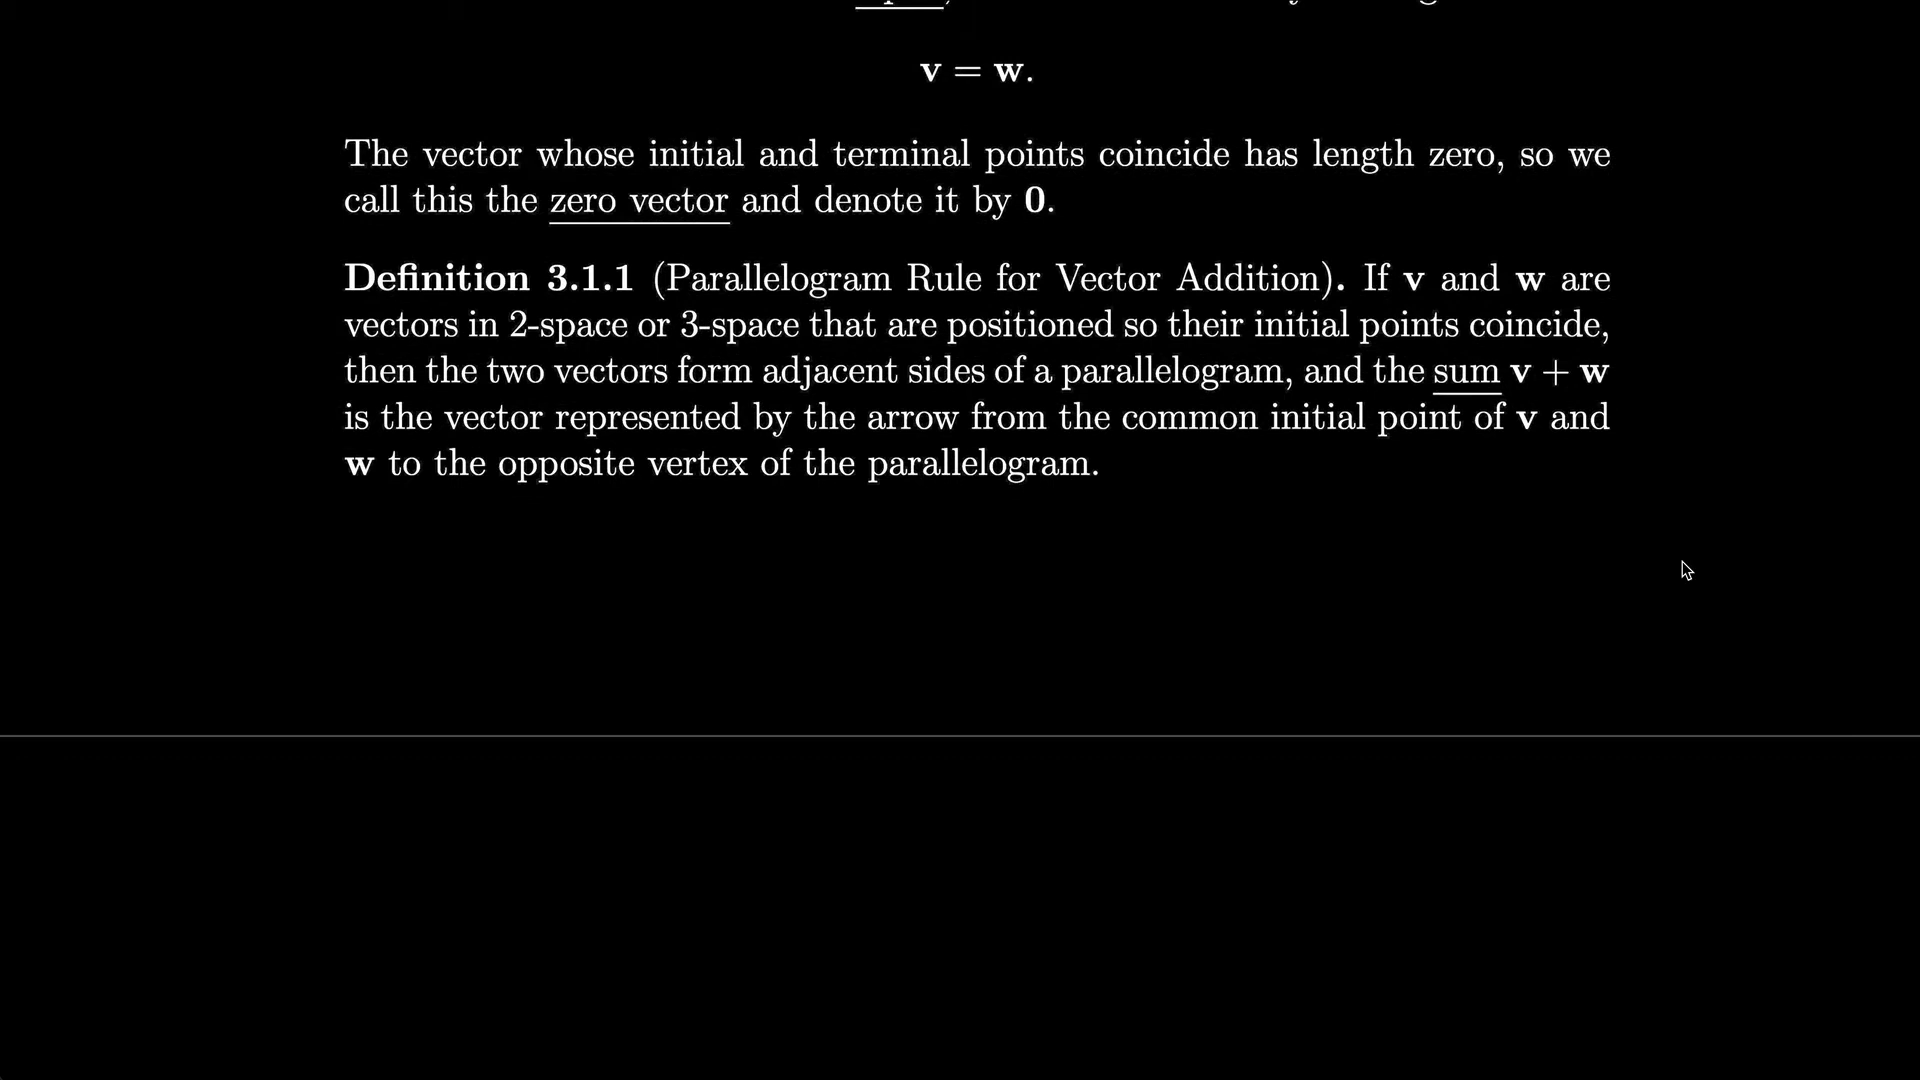 v = w.
The vector whose initial and terminal points coincide has length zero, so we
call this the zero vector and denote it by 0.
Definition 3.1.1 (Parallelogram Rule for Vector Addition). If v and w are
vectors in 2-space or 3-space that are positioned so their initial points coincide,
then the two vectors form adjacent sides of a parallelogram, and the sum v + w
is the vector represented by the arrow from the common initial point of v and
w to the opposite vertex of the parallelogram.